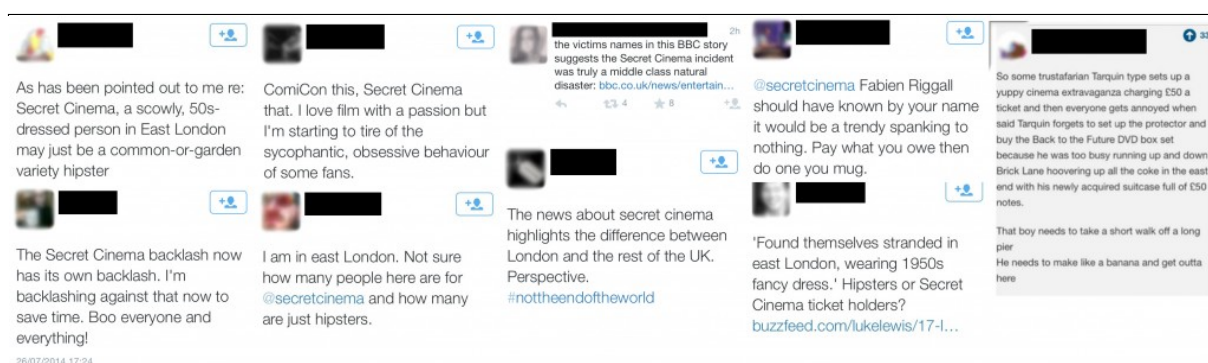 As has been pointed out to me re:
Secret Cinema, a scowly, 50s-
dressed person in East London
may just be a common-or-garden
variety hipster
The Secret Cinema backlash now
has its own backlash. I'm
backlashing against that now to
save time. Boo everyone and
everything!
26/07/2014 17:24
ComiCon this, Secret Cinema
that. I love film with a passion but
I'm starting to tire of the
sycophantic, obsessive behaviour
of some fans.
I am in east London. Not sure
how many people here are for
@secretcinema and how many
are just hipsters.
2h
the victims names in this BBC story
suggests the Secret Cinema incident
was truly a middle class natural
disaster: bbc.co.uk/news/entertain...
4 8
The news about secret cinema
highlights the difference between
London and the rest of the UK.
Perspective.
#nottheendoftheworld
@secretcinema Fabien Riggall
should have known by your name
it would be a trendy spanking to
nothing. Pay what you owe then
do one you mug.
'Found themselves stranded in
east London, wearing 1950s
fancy dress.' Hipsters or Secret
Cinema ticket holders?
buzzfeed.com/lukelewis/17-l...
33
So some trustafarian Tarquin type sets up a
yuppy cinema extravaganza charging £50 a
ticket and then everyone gets annoyed when
said Tarquin forgets to set up the protector and
buy the Back to the Future DVD box set
because he was too busy running up and down
Brick Lane hoovering up all the coke in the east
end with his newly acquired suitcase full of £50
notes.
That boy needs to take a short walk off a long
pier
He needs to make like a banana and get outta
here